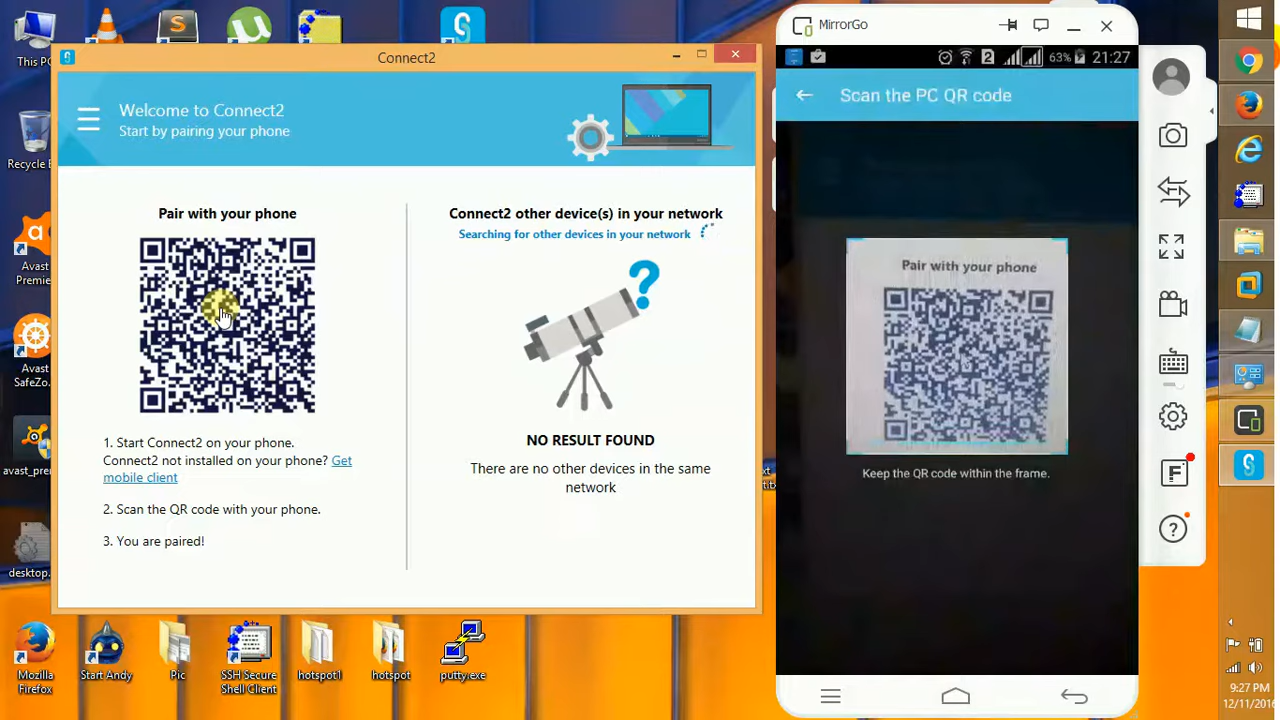 This PC
Recycle B
Avast
Premie
Avast
SafeZo.
avast_pren
desktop.
Connect2
Welcome to Connect2
Start by pairing your phone
Pair with your phone
1. Start Connect2 on your phone.
Connect2 not installed on your phone? Get
mobile client
2. Scan the QR code with your phone.
3. You are paired!
Connect2 other device(s) in your network
Searching for other devices in your network
?
NO RESULT FOUND
There are no other devices in the same
network
Mozilla
Firefox
Start Andy
Pic
SSH Secure
Shell Client
hotspot1
hotspot
putty.exe
MirrorGo
2
63%
21:27
Scan the PC QR code
Pair with your phone
Keep the QR code within the frame.
F
?
9:27 PM
12/11/2016